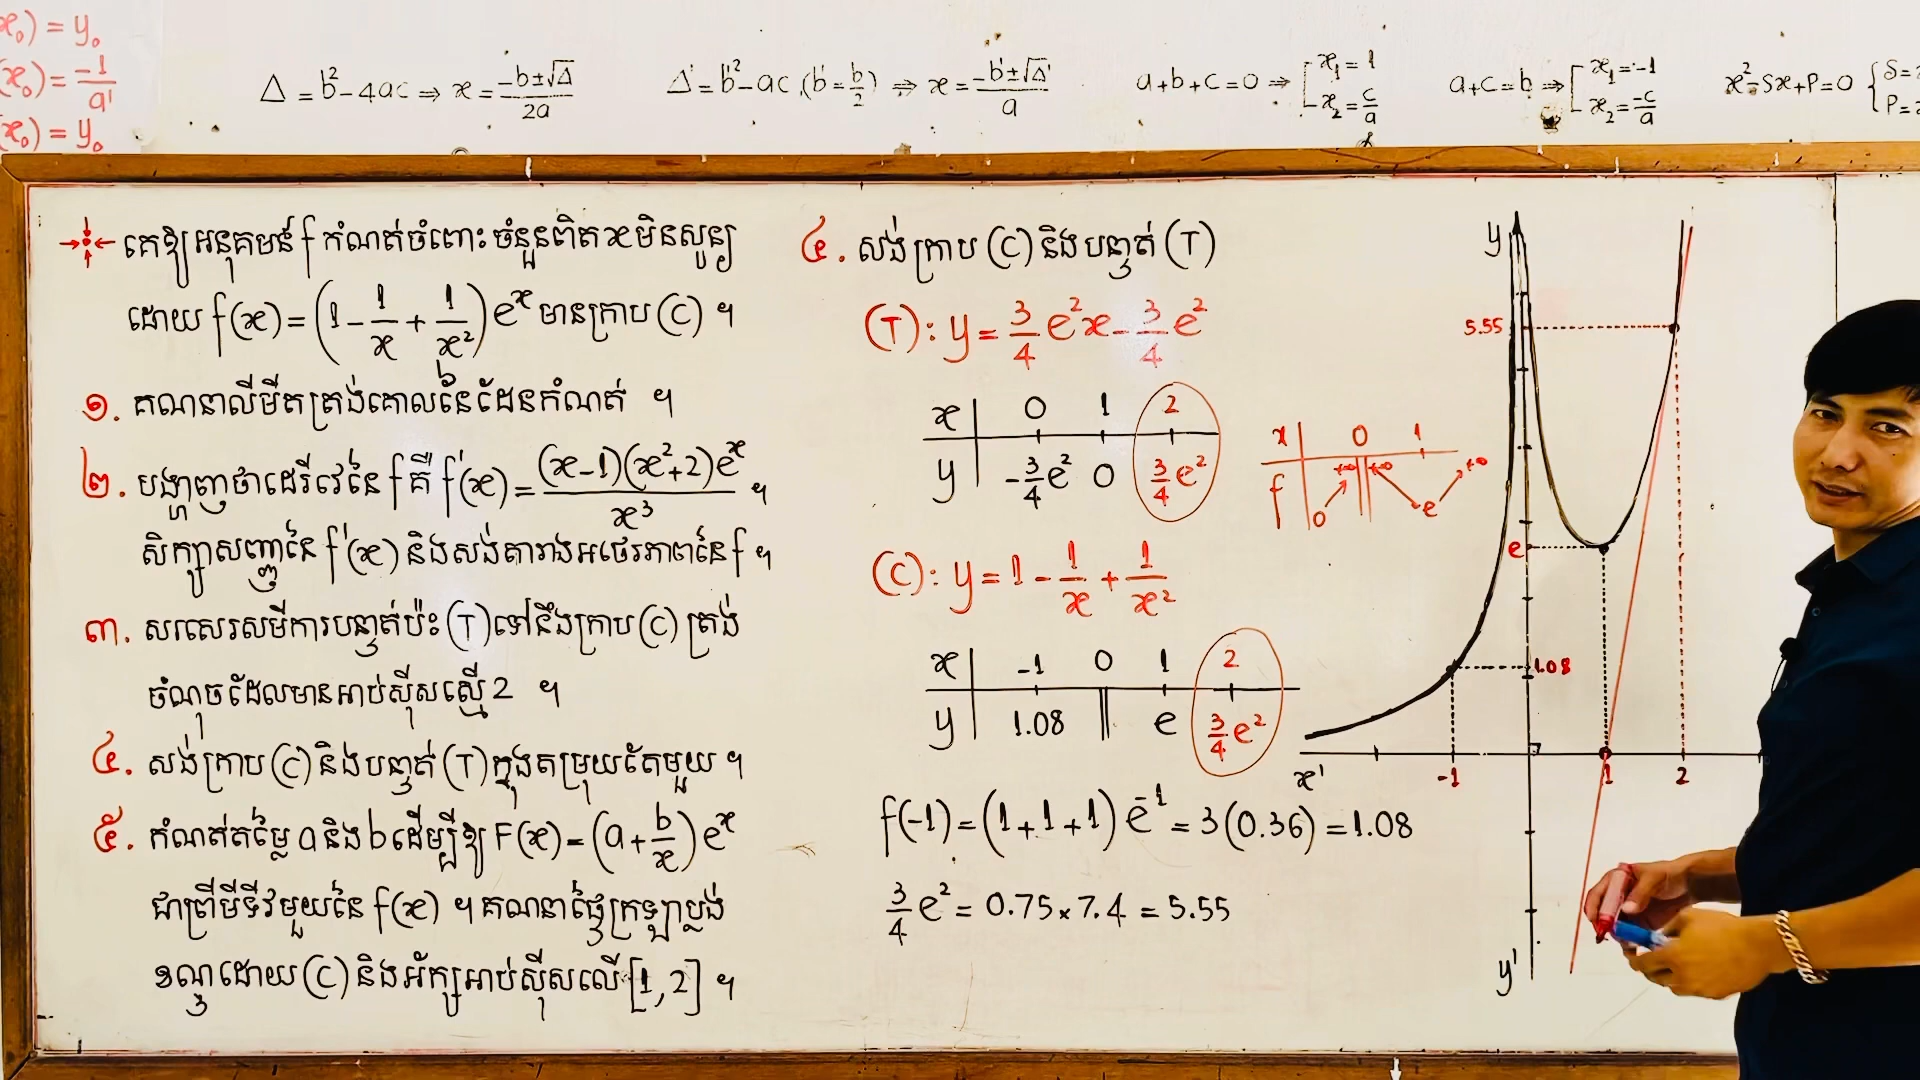 x₀) = y₀
(x₀) = -1/a'
(x₀) = y₀
Δ = b² - 4ac ⇒ x = (-b ± √Δ)/2a
Δ' = b'² - ac (b' = b/2) ⇒ x = (-b' ± √Δ')/a
a+b+c=0 ⇒ [x₁ = 1, x₂ = c/a
a+c=b ⇒ [x₁ = -1, x₂ = -c/a
x² - Sx + P = 0 {S= P=
គេឱ្យអនុគមន៍ f កំណត់ចំពោះចំនួនពិត x មិនសូន្យ
ដោយ f(x) = (1 - 1/x + 1/x²)eˣ មានក្រាប (C) ។
១. គណនាលីមីតត្រង់គោលនៃដែនកំណត់ ។
២. បង្ហាញថាដេរីវេនៃ f គឺ f'(x) = (x-1)(x²+2)eˣ/x³ ។
សិក្សាសញ្ញានៃ f'(x) និងសង់តារាងអថេរភាពនៃ f ។
៣. សរសេរសមីការបន្ទាត់ប៉ះ (T) ទៅនឹងក្រាប (C) ត្រង់
ចំណុចដែលមានអាប់ស៊ីសស្មើ 2 ។
៤. សង់ក្រាប (C) និងបន្ទាត់ (T) ក្នុងតម្រុយតែមួយ ។
៥. កំណត់តម្លៃ a និង b ដើម្បីឱ្យ F(x) = (a + b/x)eˣ
ជាព្រីមីទីវមួយនៃ f(x) ។ គណនាផ្ទៃក្រឡាប្លង់
ខណ្ឌដោយ (C) និងអ័ក្សអាប់ស៊ីសលើ [1,2] ។
៤. សង់ក្រាប (C) និងបន្ទាត់ (T)
(T): y = 3/4 e²x - 3/4 e²
x 0 1 2
y -3/4 e² 0 3/4 e²
(C): y = 1 - 1/x + 1/x²
x -1 0 1 2
y 1.08 || e 3/4 e²
f(-1) = (1+1+1) e⁻¹ = 3(0.36) = 1.08
3/4 e² = 0.75 × 7.4 = 5.55
x 0 1
f 0 +∞ || +∞ e +∞
y
5.55
e
1.08
x' -1 1 2
y'